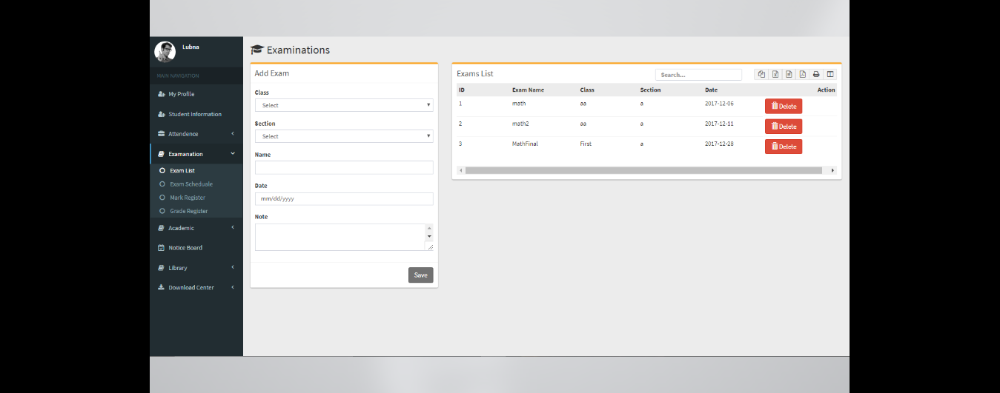 Lubna
MAIN NAVIGATION
My Profile
Student Information
Attendence
Examanation
Exam List
Exam Scheduale
Mark Register
Grade Register
Academic
Notice Board
Library
Download Center
Examinations
Add Exam
Class
Select
Section
Select
Name
Date
mm/dd/yyyy
Note
Save
Exams List
Search...
ID Exam Name Class Section Date Action
1 math aa a 2017-12-06 Delete
2 math2 aa a 2017-12-11 Delete
3 MathFinal First a 2017-12-28 Delete